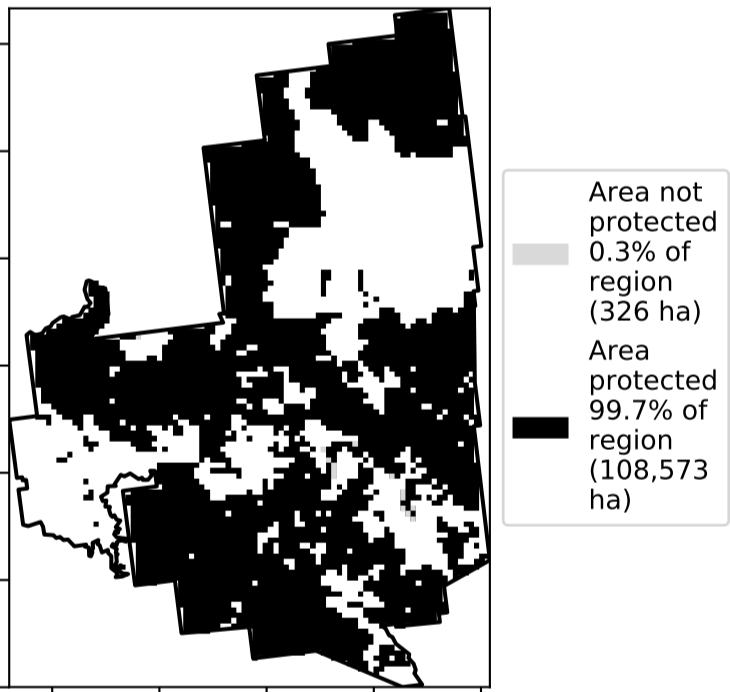 Area not
protected
0.3% of
region
(326 ha)
Area
protected
99.7% of
region
(108,573
ha)